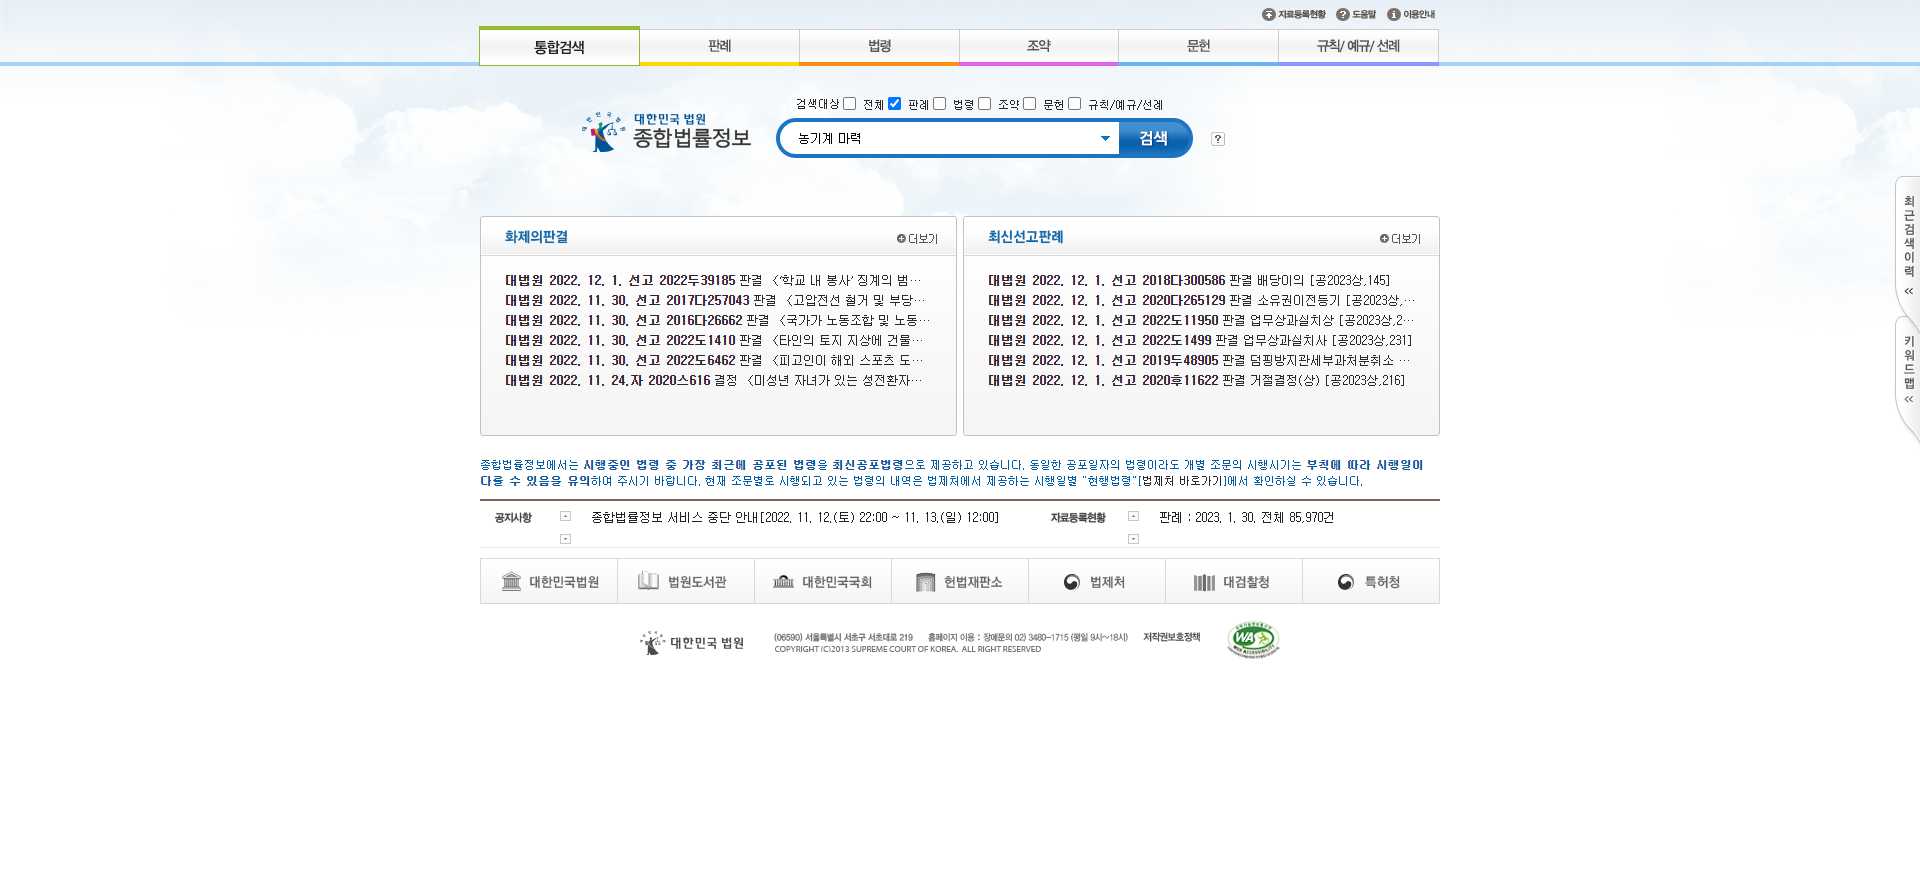 자료등록현황 도움말 이용안내
통합검색 판례 법령 조약 문헌 규칙/ 예규/ 선례
검색대상 전체 판례 법령 조약 문헌 규칙/예규/선례
대한민국 법원
종합법률정보
농기계 마력
검색
?
화제의판결 더보기
대법원 2022. 12. 1. 선고 2022두39185 판결 〈‘학교 내 봉사’ 징계의 범…
대법원 2022. 11. 30. 선고 2017다257043 판결 〈고압전선 철거 및 부당…
대법원 2022. 11. 30. 선고 2016다26662 판결 〈국가가 노동조합 및 노동…
대법원 2022. 11. 30. 선고 2022도1410 판결 〈타인의 토지 지상에 건물…
대법원 2022. 11. 30. 선고 2022도6462 판결 〈피고인이 해외 스포츠 도…
대법원 2022. 11. 24.자 2020스616 결정 〈미성년 자녀가 있는 성전환자…
최신선고판례 더보기
대법원 2022. 12. 1. 선고 2018다300586 판결 배당이의 [공2023상,145]
대법원 2022. 12. 1. 선고 2020다265129 판결 소유권이전등기 [공2023상,…
대법원 2022. 12. 1. 선고 2022도11950 판결 업무상과실치상 [공2023상,2…
대법원 2022. 12. 1. 선고 2022도1499 판결 업무상과실치사 [공2023상,231]
대법원 2022. 12. 1. 선고 2019두48905 판결 덤핑방지관세부과처분취소 …
대법원 2022. 12. 1. 선고 2020후11622 판결 거절결정(상) [공2023상,216]
최근검색이력 «
키워드맵 «
종합법률정보에서는 시행중인 법령 중 가장 최근에 공포된 법령을 최신공포법령으로 제공하고 있습니다. 동일한 공포일자의 법령이라도 개별 조문의 시행시기는 부칙에 따라 시행일이
다를 수 있음을 유의하여 주시기 바랍니다. 현재 조문별로 시행되고 있는 법령의 내역은 법제처에서 제공하는 시행일별 "현행법령"[법제처 바로가기]에서 확인하실 수 있습니다.
공지사항 종합법률정보 서비스 중단 안내[2022. 11. 12.(토) 22:00 ~ 11. 13.(일) 12:00] 자료등록현황 판례 : 2023. 1. 30. 전체 85,970건
대한민국법원 법원도서관 대한민국국회 헌법재판소 법제처 대검찰청 특허청
대한민국 법원
(06590) 서울특별시 서초구 서초대로 219 홈페이지 이용 : 장애문의 02) 3480-1715 (평일 9시~18시) 저작권보호정책
COPYRIGHT (C)2013 SUPREME COURT OF KOREA. ALL RIGHT RESERVED
WA
WEB ACCESSIBILITY